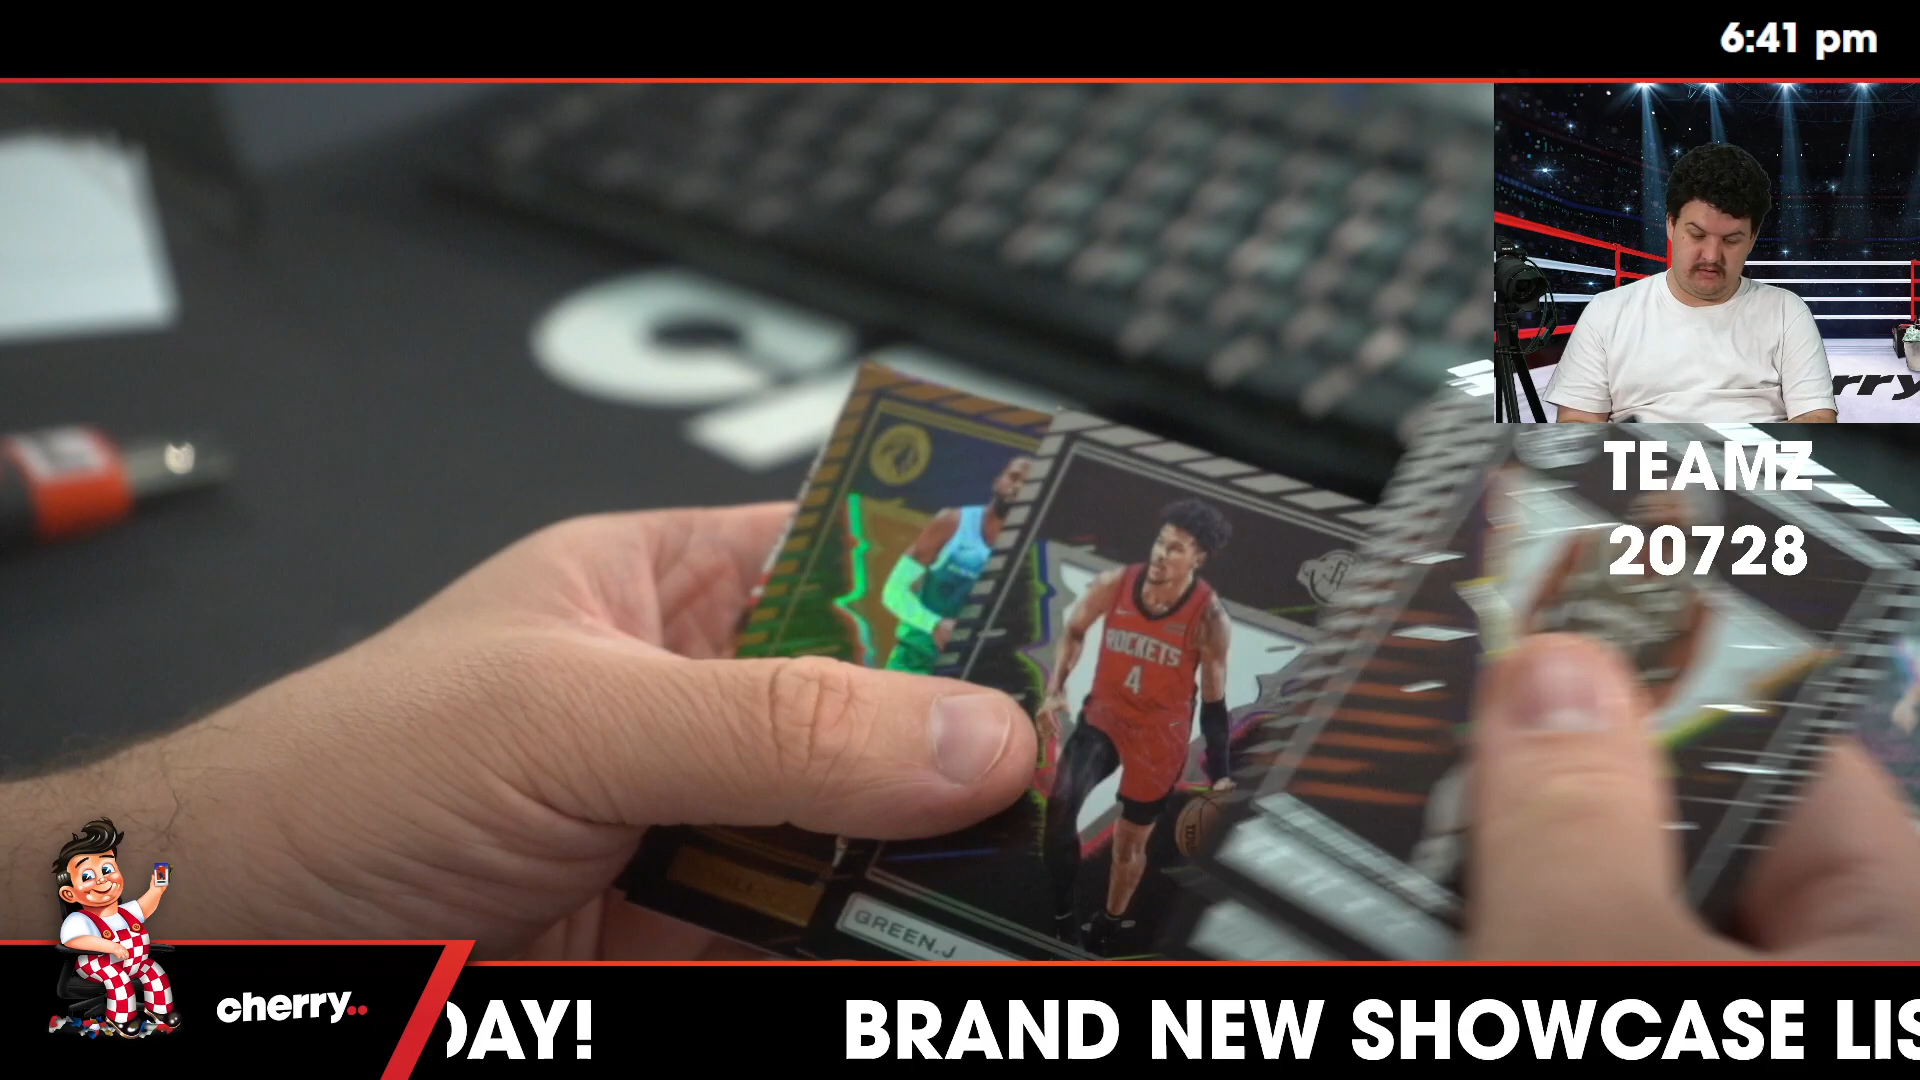 6:41 pm
TEAMZ
20728
ROCKETS
4
GREEN.J
cherry..
DAY!
BRAND NEW SHOWCASE LIS